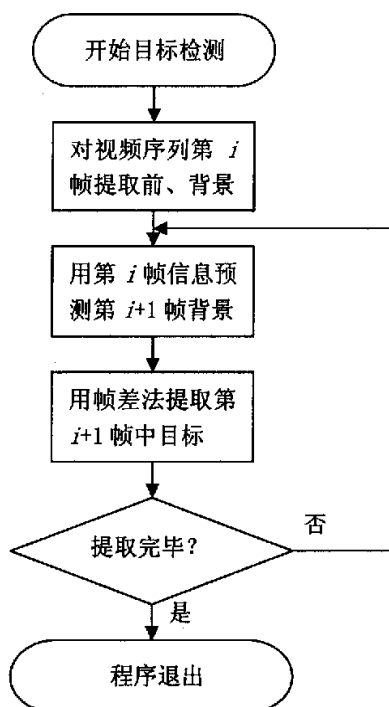 开始目标检测
对视频序列第 i
帧提取前、背景
用第 i 帧信息预
测第 i+1 帧背景
用帧差法提取第
i+1 帧中目标
提取完毕?
否
是
程序退出